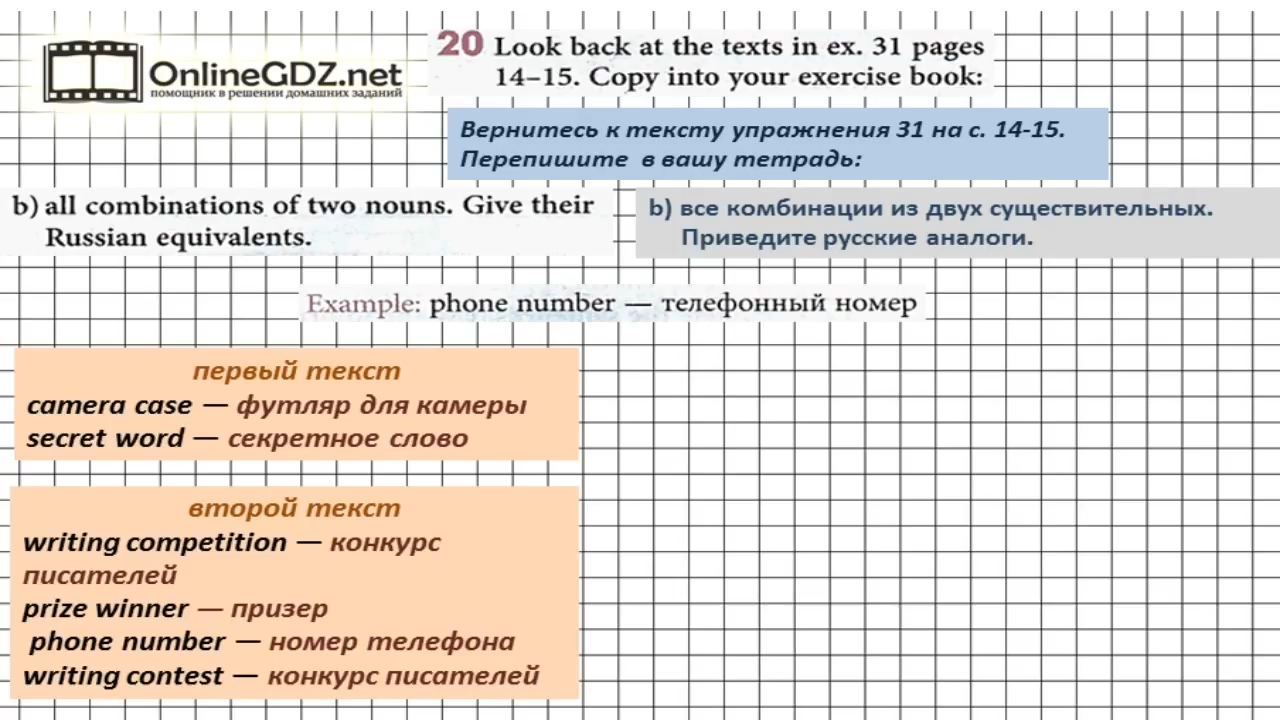 OnlineGDZ.net
помощник в решении домашних заданий
20 Look back at the texts in ex. 31 pages
14–15. Copy into your exercise book:
Вернитесь к тексту упражнения 31 на с. 14-15.
Перепишите в вашу тетрадь:
b) all combinations of two nouns. Give their
Russian equivalents.
b) все комбинации из двух существительных.
Приведите русские аналоги.
Example: phone number — телефонный номер
первый текст
camera case — футляр для камеры
secret word — секретное слово
второй текст
writing competition — конкурс
писателей
prize winner — призер
phone number — номер телефона
writing contest — конкурс писателей